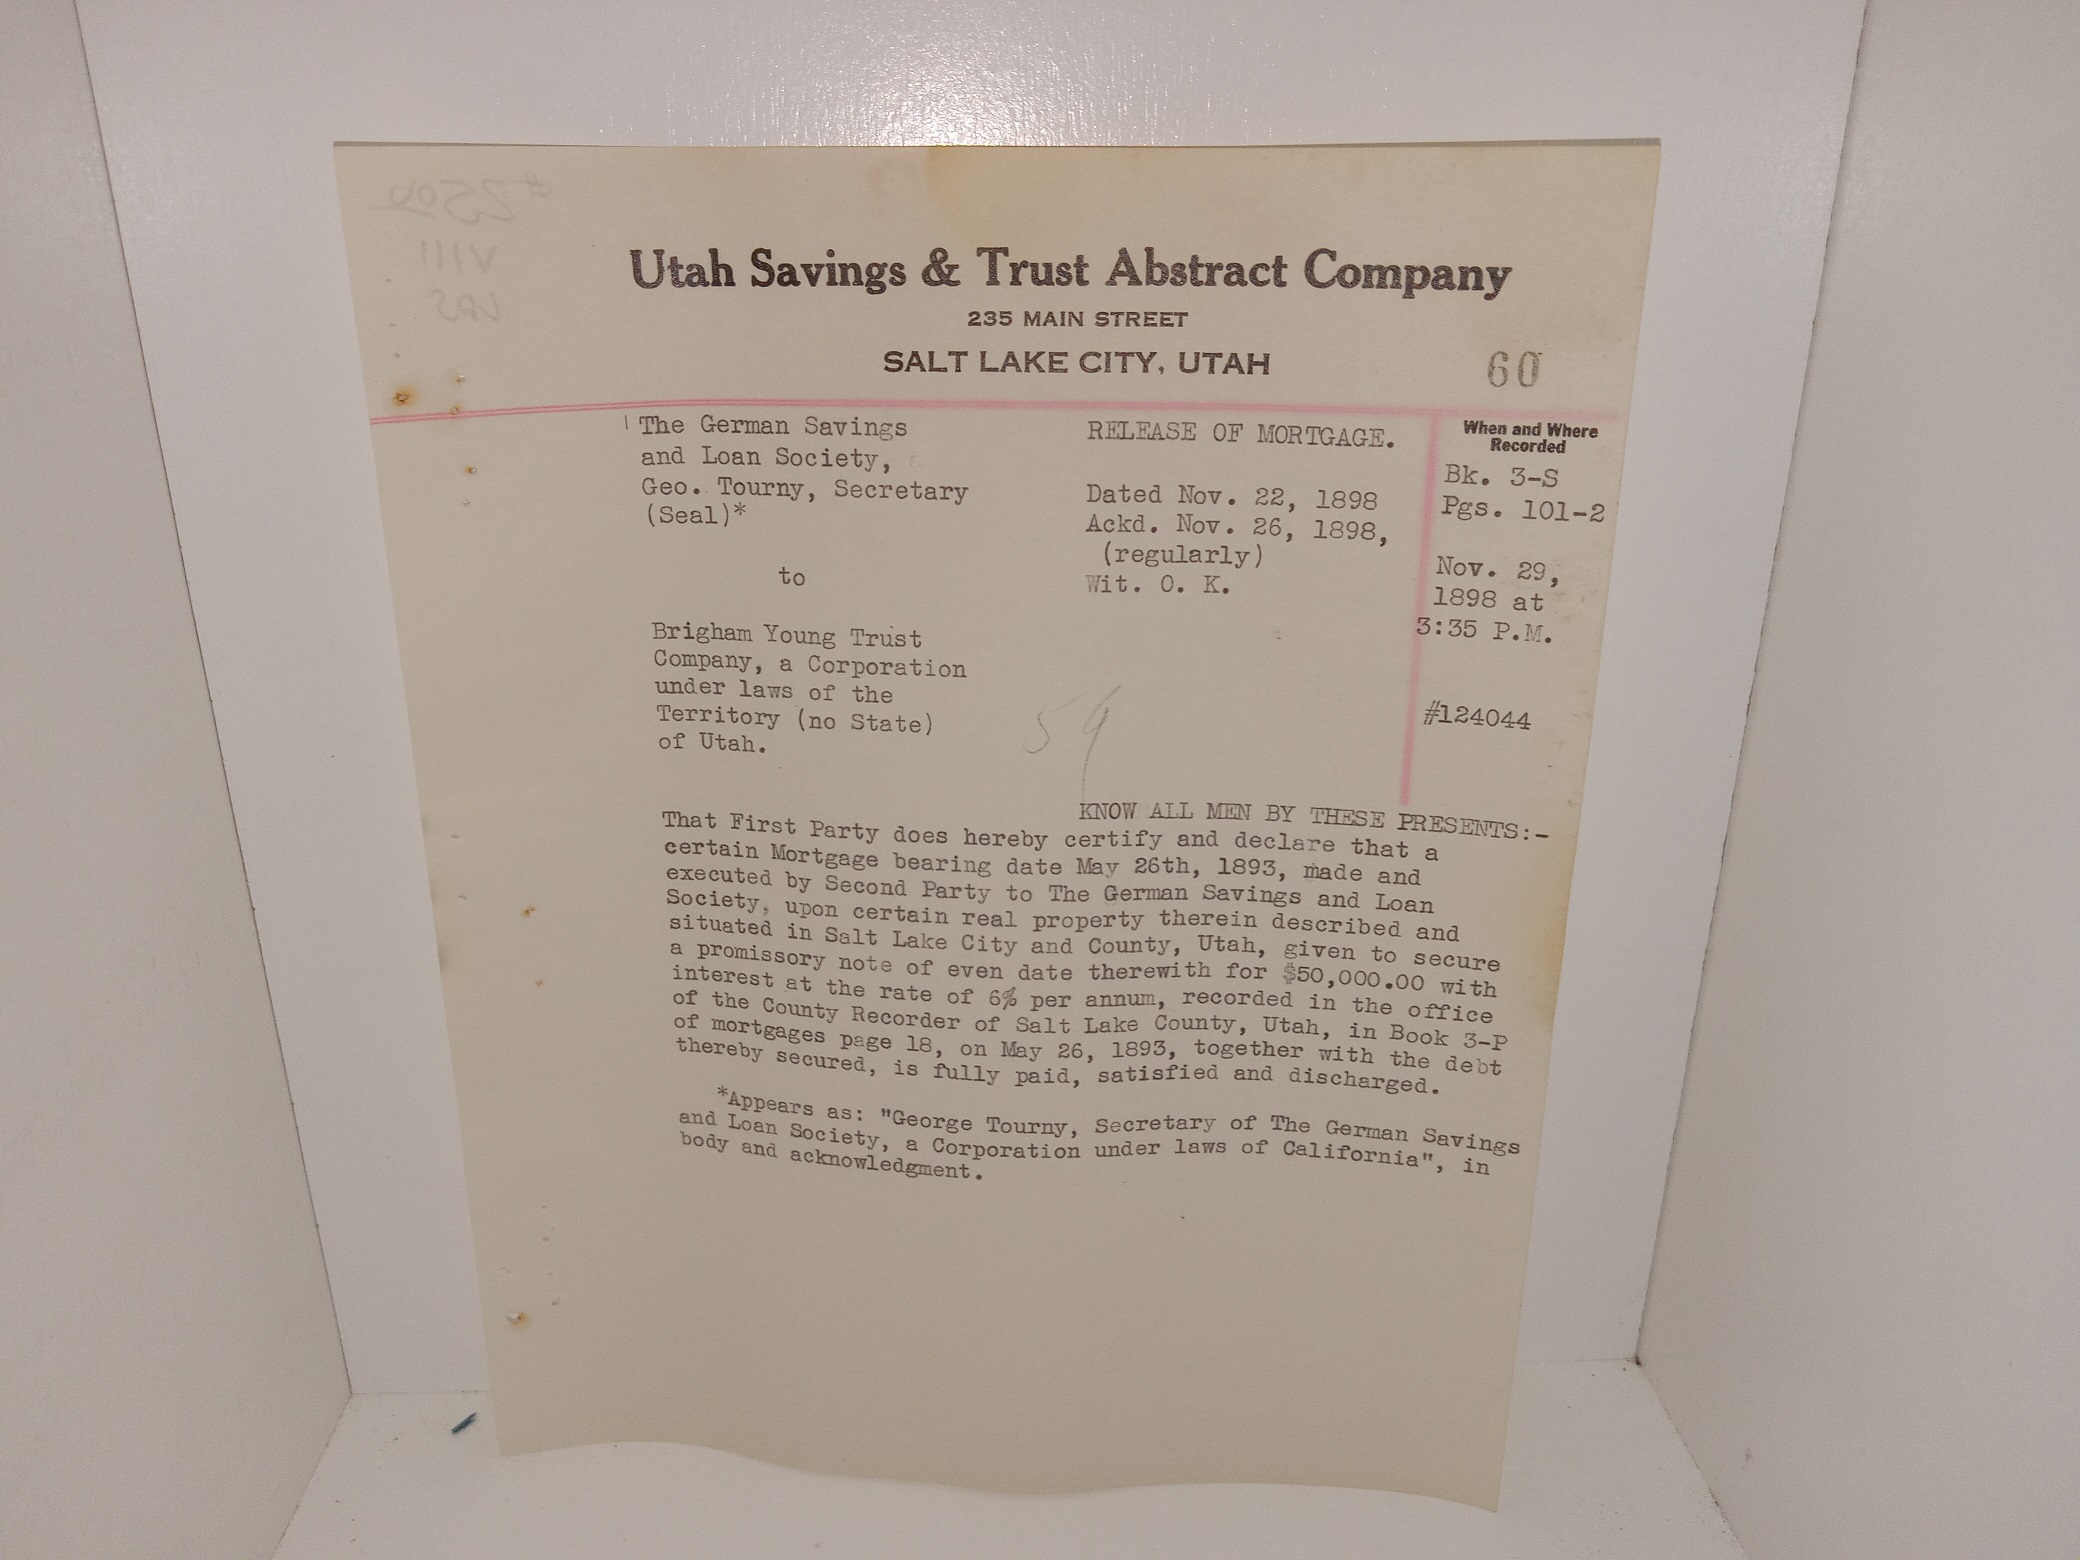 Utah Savings & Trust Abstract Company
235 MAIN STREET
SALT LAKE CITY, UTAH
60
The German Savings
and Loan Society,
Geo. Tourny, Secretary
(Seal)*
to
Brigham Young Trust
Company, a Corporation
under laws of the
Territory (no State)
of Utah.
RELEASE OF MORTGAGE.
Dated Nov. 22, 1898
Ackd. Nov. 26, 1898,
(regularly)
Wit. O. K.
59
When and Where
Recorded
Bk. 3-S
Pgs. 101-2
Nov. 29,
1898 at
3:35 P.M.
#124044
KNOW ALL MEN BY THESE PRESENTS:-
That First Party does hereby certify and declare that a
certain Mortgage bearing date May 26th, 1893, made and
executed by Second Party to The German Savings and Loan
Society, upon certain real property therein described and
situated in Salt Lake City and County, Utah, given to secure
a promissory note of even date therewith for $50,000.00 with
interest at the rate of 6% per annum, recorded in the office
of the County Recorder of Salt Lake County, Utah, in Book 3-P
of mortgages page 18, on May 26, 1893, together with the debt
thereby secured, is fully paid, satisfied and discharged.
*Appears as: "George Tourny, Secretary of The German Savings
and Loan Society, a Corporation under laws of California", in
body and acknowledgment.